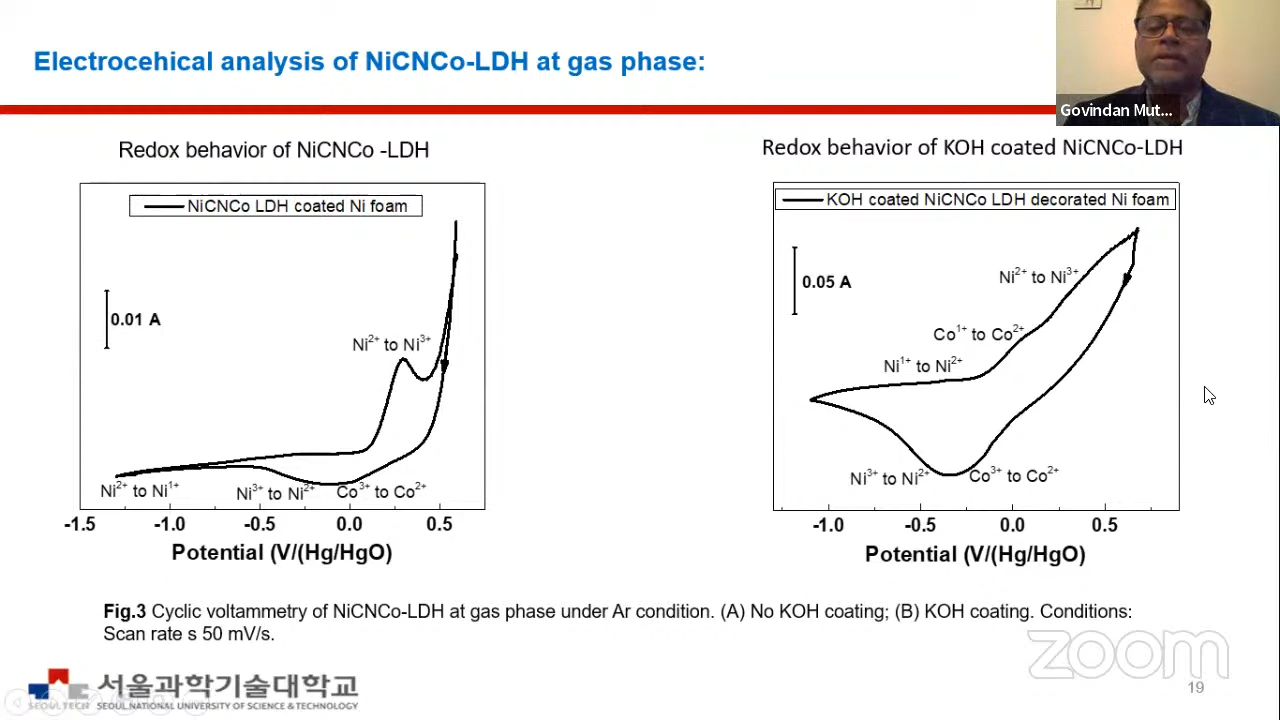 Electrocehical analysis of NiCNCo-LDH at gas phase:
Govindan Mut...
Redox behavior of NiCNCo -LDH
NiCNCo LDH coated Ni foam
0.01 A
Ni²⁺ to Ni³⁺
Ni²⁺ to Ni¹⁺
Ni³⁺ to Ni²⁺
Co³⁺ to Co²⁺
-1.5 -1.0 -0.5 0.0 0.5
Potential (V/(Hg/HgO)
Redox behavior of KOH coated NiCNCo-LDH
KOH coated NiCNCo LDH decorated Ni foam
0.05 A
Ni²⁺ to Ni³⁺
Co¹⁺ to Co²⁺
Ni¹⁺ to Ni²⁺
Ni³⁺ to Ni²⁺
Co³⁺ to Co²⁺
-1.0 -0.5 0.0 0.5
Potential (V/(Hg/HgO)
Fig.3 Cyclic voltammetry of NiCNCo-LDH at gas phase under Ar condition. (A) No KOH coating; (B) KOH coating. Conditions:
Scan rate s 50 mV/s.
zoom
서울과학기술대학교
SEOUL TECH
SEOUL NATIONAL UNIVERSITY OF SCIENCE & TECHNOLOGY
19